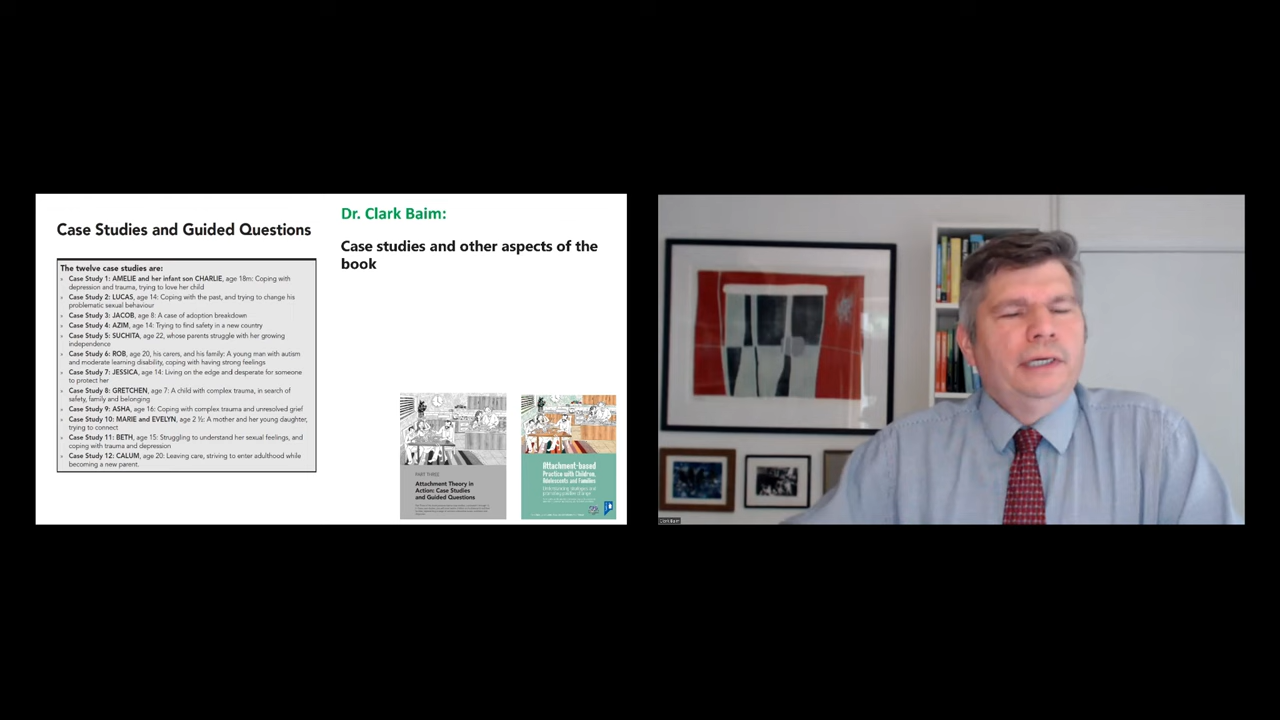 Case Studies and Guided Questions
The twelve case studies are:
» Case Study 1: AMELIE and her infant son CHARLIE, age 18m: Coping with
depression and trauma, trying to love her child
» Case Study 2: LUCAS, age 14: Coping with the past, and trying to change his
problematic sexual behaviour
» Case Study 3: JACOB, age 8: A case of adoption breakdown
» Case Study 4: AZIM, age 14: Trying to find safety in a new country
» Case Study 5: SUCHITA, age 22, whose parents struggle with her growing
independence
» Case Study 6: ROB, age 20, his carers, and his family: A young man with autism
and moderate learning disability, coping with having strong feelings
» Case Study 7: JESSICA, age 14: Living on the edge and desperate for someone
to protect her
» Case Study 8: GRETCHEN, age 7: A child with complex trauma, in search of
safety, family and belonging
» Case Study 9: ASHA, age 16: Coping with complex trauma and unresolved grief
» Case Study 10: MARIE and EVELYN, age 2 ½: A mother and her young daughter,
trying to connect
» Case Study 11: BETH, age 15: Struggling to understand her sexual feelings, and
coping with trauma and depression
» Case Study 12: CALUM, age 20: Leaving care, striving to enter adulthood while
becoming a new parent.
Dr. Clark Baim:
Case studies and other aspects of the
book
PART THREE
Attachment Theory in
Action: Case Studies
and Guided Questions
Attachment-based
Practice with Children,
Adolescents and Families
Understanding strategies and
promoting positive change
Clark Baim